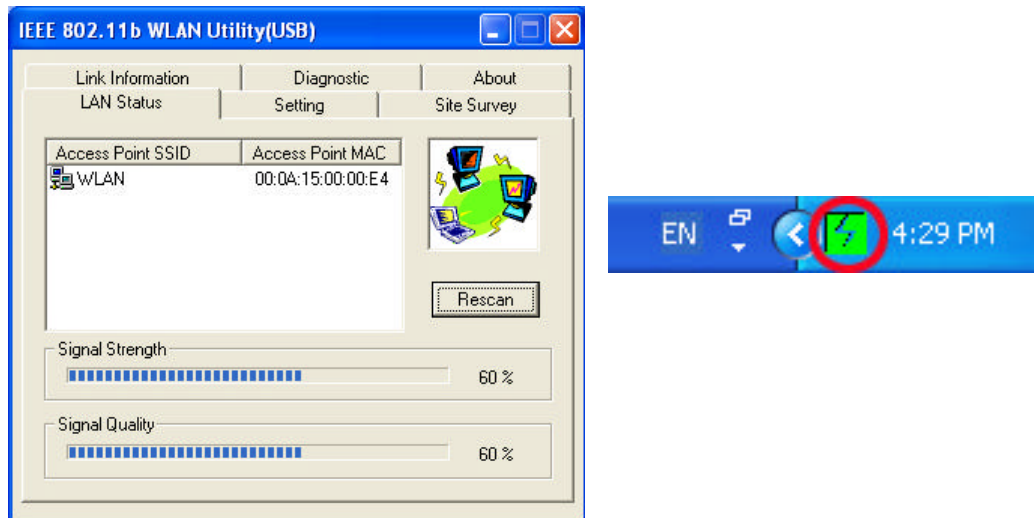 IEEE 802.11b WLAN Utility(USB)
Link Information Diagnostic About
LAN Status Setting Site Survey
Access Point SSID Access Point MAC
WLAN 00:0A:15:00:00:E4
Rescan
Signal Strength
60 %
Signal Quality
60 %
EN 4:29 PM